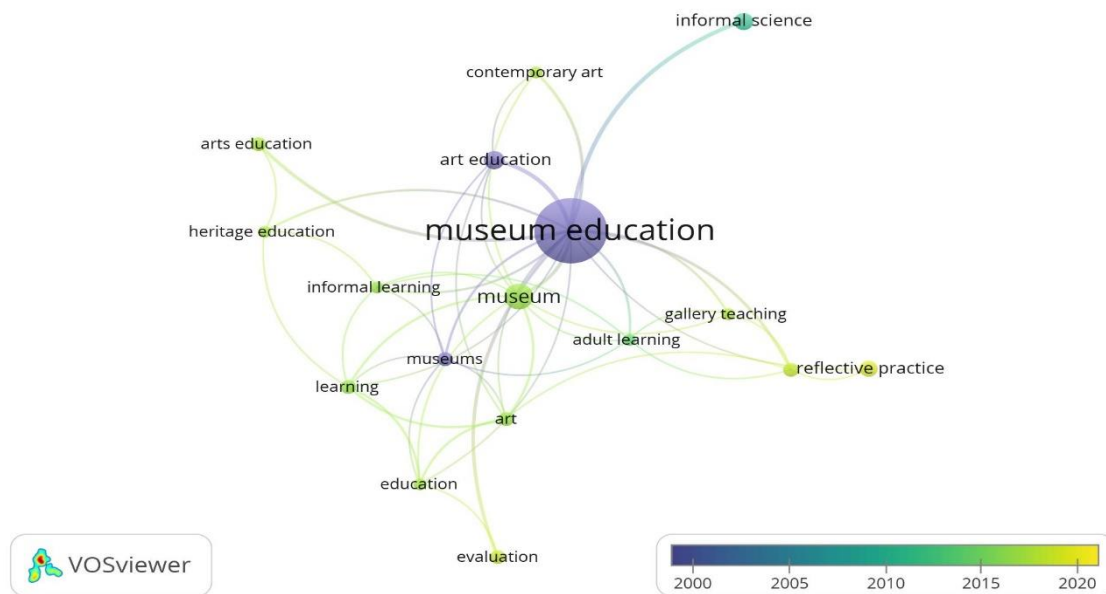 informal science
contemporary art
arts education
art education
museum education
heritage education
informal learning
museum
gallery teaching
adult learning
museums
reflective practice
learning
art
education
evaluation
VOSviewer
2000 2005 2010 2015 2020